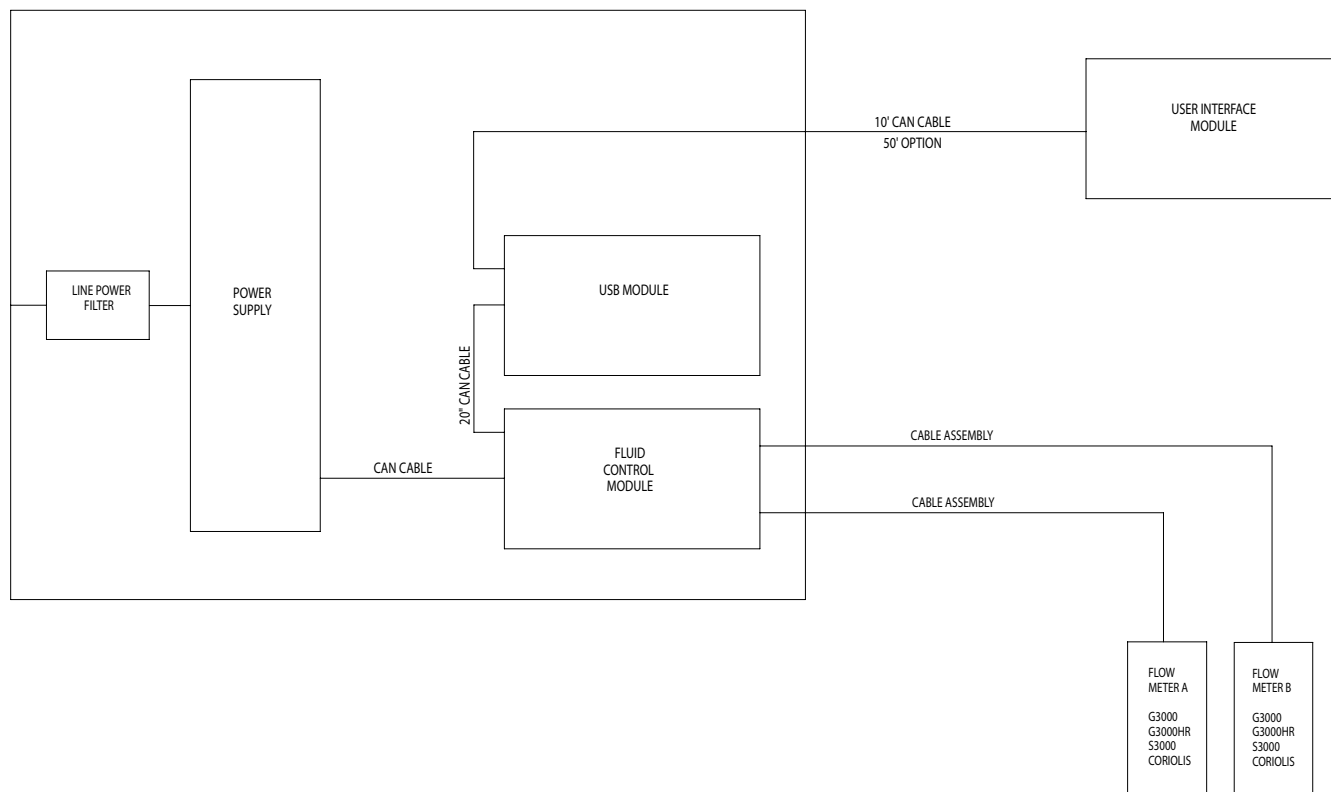 USER INTERFACE
MODULE
10' CAN CABLE
50' OPTION
LINE POWER
FILTER
POWER
SUPPLY
USB MODULE
20" CAN CABLE
CAN CABLE
FLUID
CONTROL
MODULE
CABLE ASSEMBLY
CABLE ASSEMBLY
FLOW
METER A
G3000
G3000HR
S3000
CORIOLIS
FLOW
METER B
G3000
G3000HR
S3000
CORIOLIS